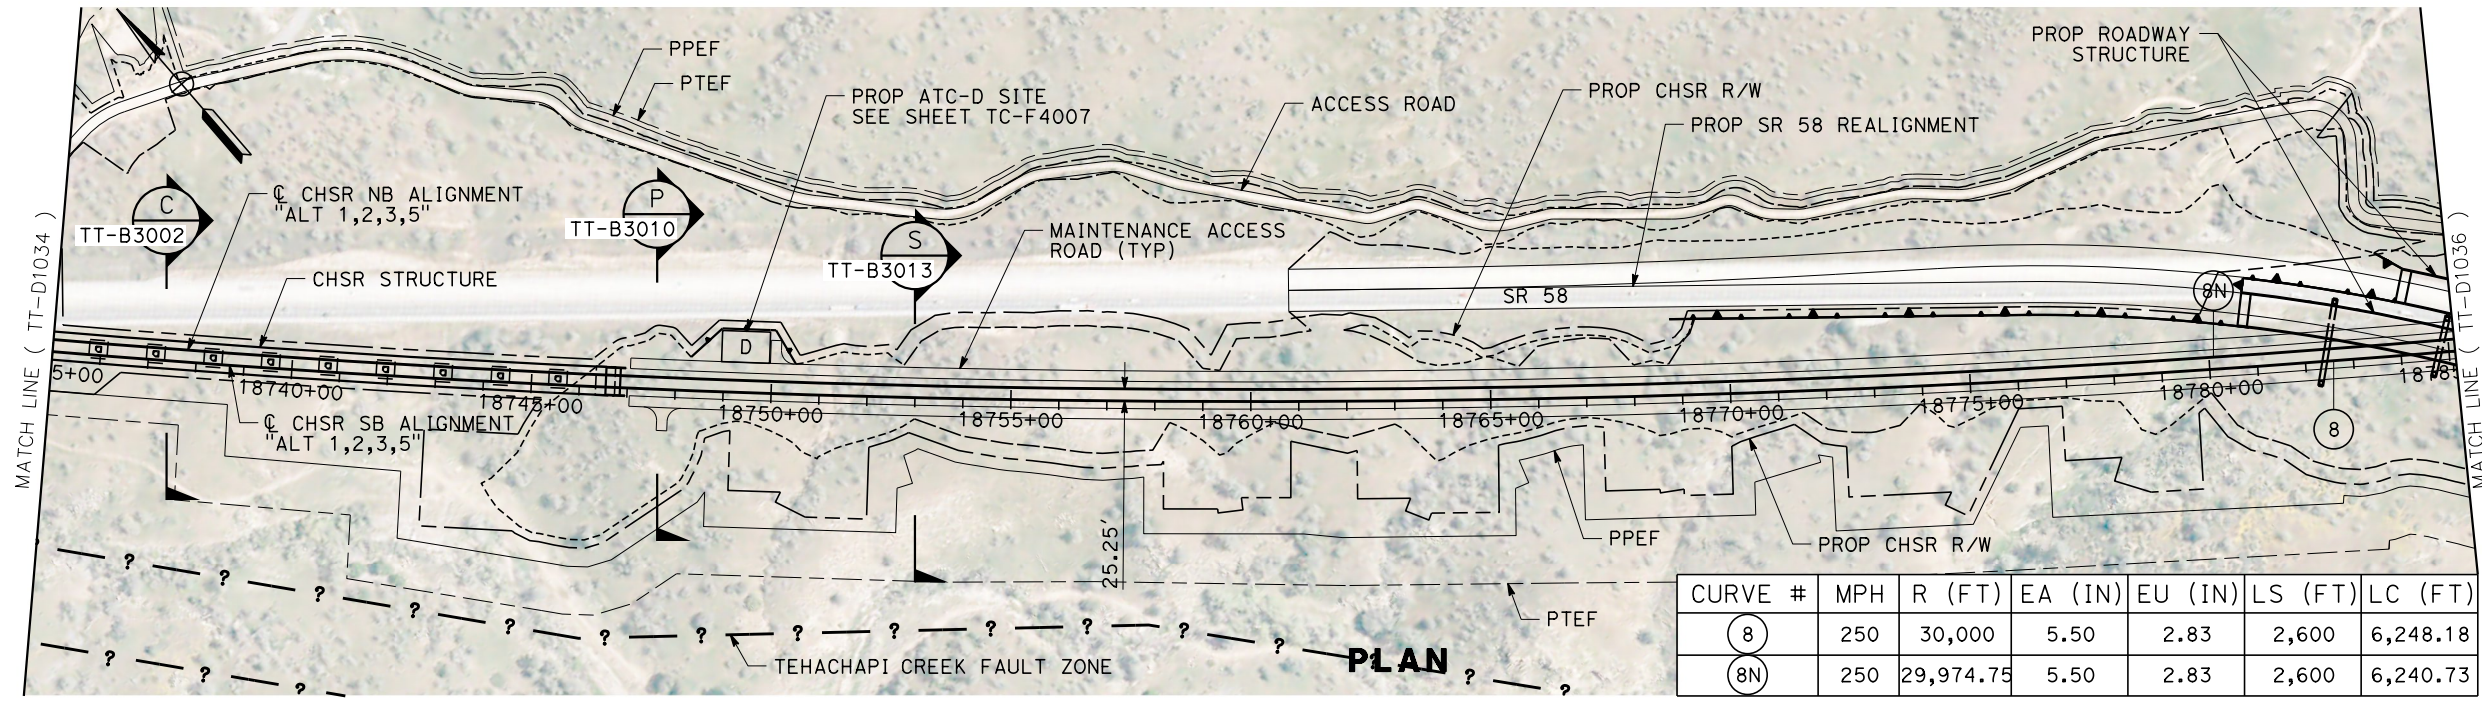 PPEF
PTEF
PROP ATC-D SITE
SEE SHEET TC-F4007
ACCESS ROAD
PROP CHSR R/W
PROP SR 58 REALIGNMENT
PROP ROADWAY
STRUCTURE
℄ CHSR NB ALIGNMENT
"ALT 1,2,3,5"
C
TT-B3002
P
TT-B3010
S
TT-B3013
MAINTENANCE ACCESS
ROAD (TYP)
CHSR STRUCTURE
SR 58
8N
D
MATCH LINE ( TT-D1034 )
MATCH LINE ( TT-D1036 )
5+00
18740+00
18745+00
18750+00
18755+00
18760+00
18765+00
18770+00
18775+00
18780+00
18785
℄ CHSR SB ALIGNMENT
"ALT 1,2,3,5"
8
25.25'
PPEF
PROP CHSR R/W
PTEF
? ? ? ? ? ? ? ? ? ? ? ? ? ? ? ?
? ? ?
TEHACHAPI CREEK FAULT ZONE
PLAN
CURVE # MPH R (FT) EA (IN) EU (IN) LS (FT) LC (FT)
8 250 30,000 5.50 2.83 2,600 6,248.18
8N 250 29,974.75 5.50 2.83 2,600 6,240.73